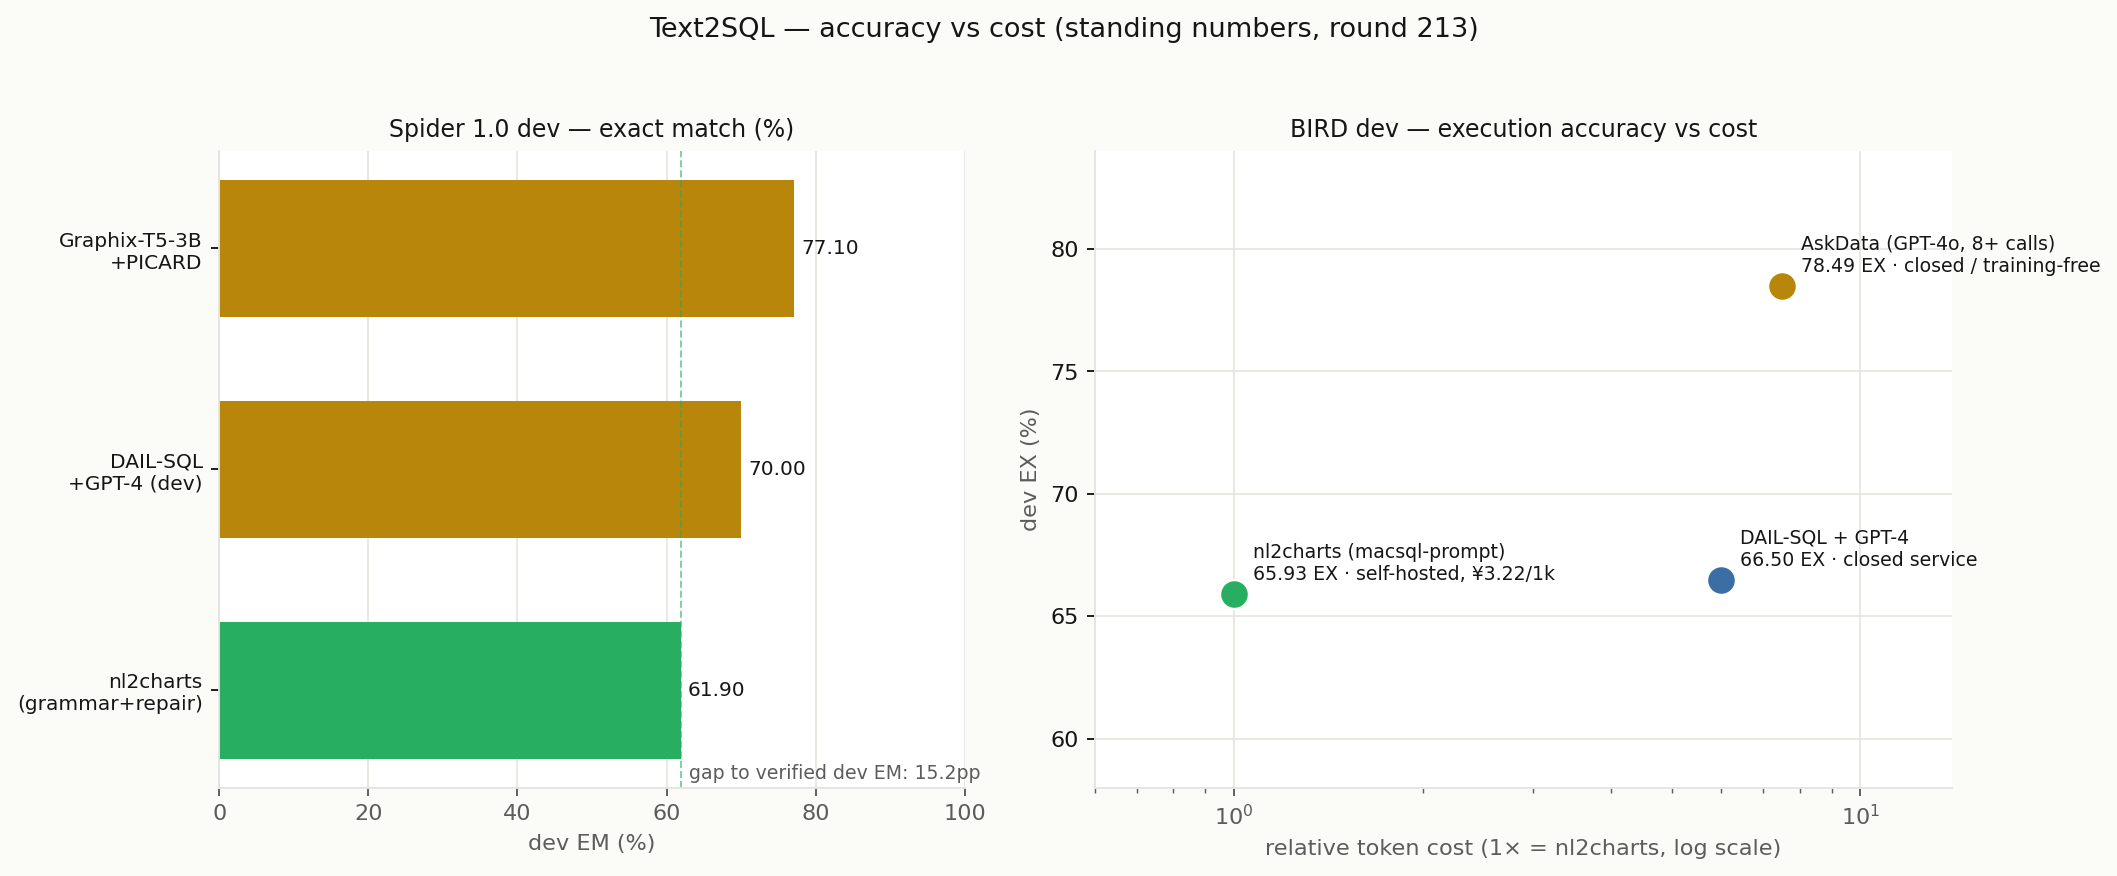 Text2SQL — accuracy vs cost (standing numbers, round 213)
Spider 1.0 dev — exact match (%)
Graphix-T5-3B
+PICARD
77.10
DAIL-SQL
+GPT-4 (dev)
70.00
nl2charts
(grammar+repair)
61.90
gap to verified dev EM: 15.2pp
0 20 40 60 80 100
dev EM (%)
BIRD dev — execution accuracy vs cost
dev EX (%)
80
75
70
65
60
AskData (GPT-4o, 8+ calls)
78.49 EX · closed / training-free
DAIL-SQL + GPT-4
66.50 EX · closed service
nl2charts (macsql-prompt)
65.93 EX · self-hosted, ¥3.22/1k
10⁰ 10¹
relative token cost (1× = nl2charts, log scale)